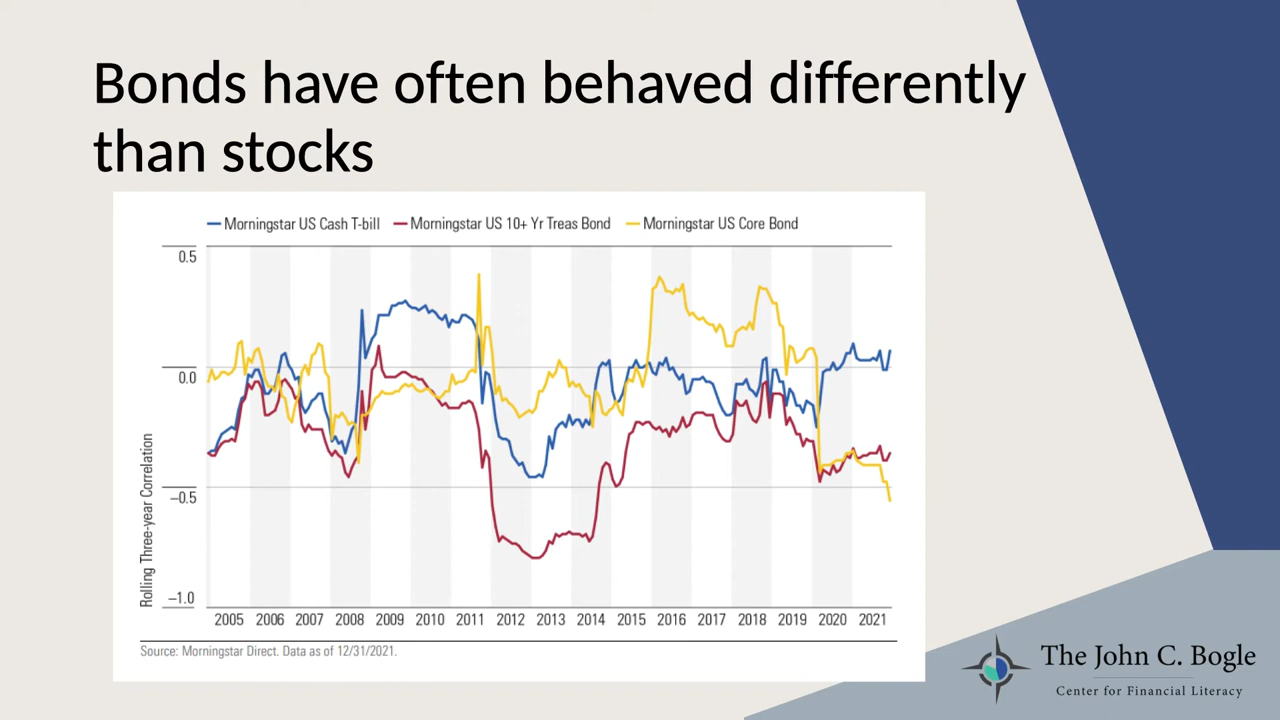 Bonds have often behaved differently
than stocks
Morningstar US Cash T-bill Morningstar US 10+ Yr Treas Bond Morningstar US Core Bond
0.5
0.0
–0.5
–1.0
Rolling Three-year Correlation
2005 2006 2007 2008 2009 2010 2011 2012 2013 2014 2015 2016 2017 2018 2019 2020 2021
Source: Morningstar Direct. Data as of 12/31/2021.
The John C. Bogle
Center for Financial Literacy